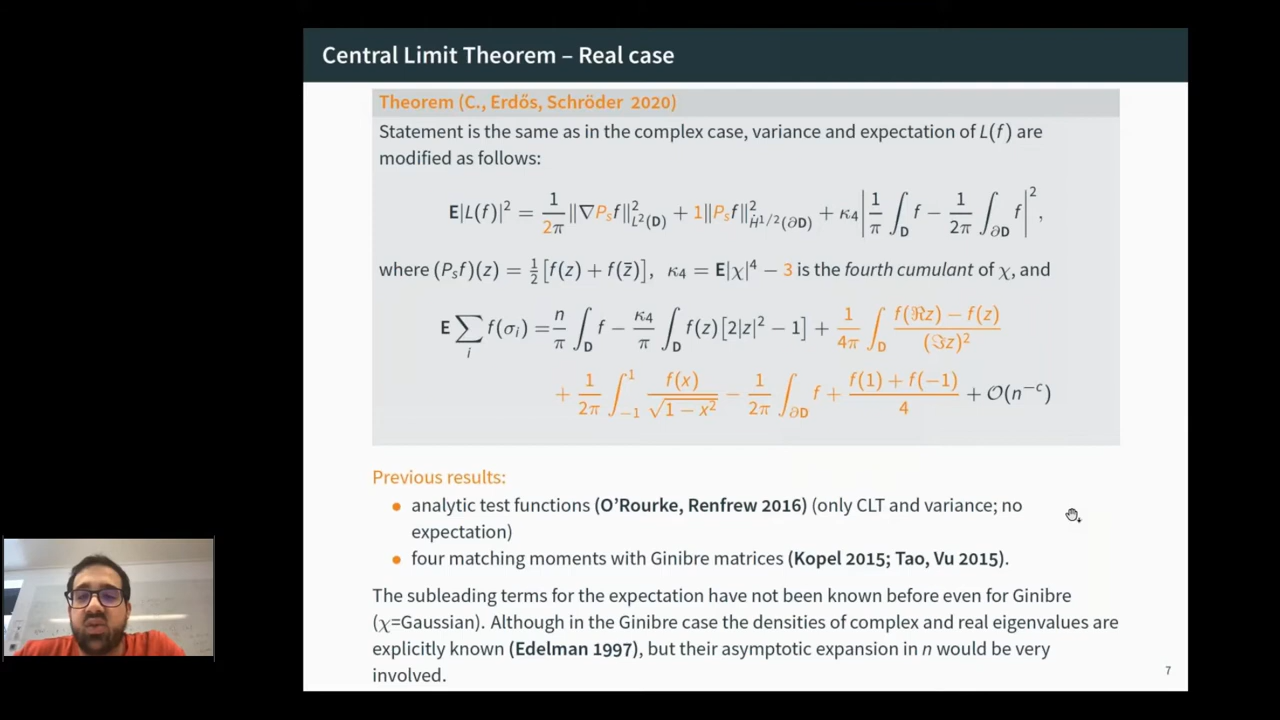 Central Limit Theorem – Real case
Theorem (C., Erdős, Schröder 2020)
Statement is the same as in the complex case, variance and expectation of L(f) are
modified as follows:
E|L(f)|² = 1/2π ‖∇Pₛf‖²_{L²(D)} + 1‖Pₛf‖²_{Ḣ^{1/2}(∂D)} + κ₄ |1/π ∫_D f − 1/2π ∫_{∂D} f|²,
where (Pₛf)(z) = ½[f(z) + f(z̄)], κ₄ = E|χ|⁴ − 3 is the fourth cumulant of χ, and
E ∑_i f(σᵢ) = n/π ∫_D f − κ₄/π ∫_D f(z)[2|z|² − 1] + 1/4π ∫_D (f(ℜz) − f(z))/(ℑz)²
+ 1/2π ∫_{−1}^{1} f(x)/√(1 − x²) − 1/2π ∫_{∂D} f + (f(1) + f(−1))/4 + O(n^{−c})
Previous results:
• analytic test functions (O'Rourke, Renfrew 2016) (only CLT and variance; no
expectation)
• four matching moments with Ginibre matrices (Kopel 2015; Tao, Vu 2015).
The subleading terms for the expectation have not been known before even for Ginibre
(χ=Gaussian). Although in the Ginibre case the densities of complex and real eigenvalues are
explicitly known (Edelman 1997), but their asymptotic expansion in n would be very
involved.
7